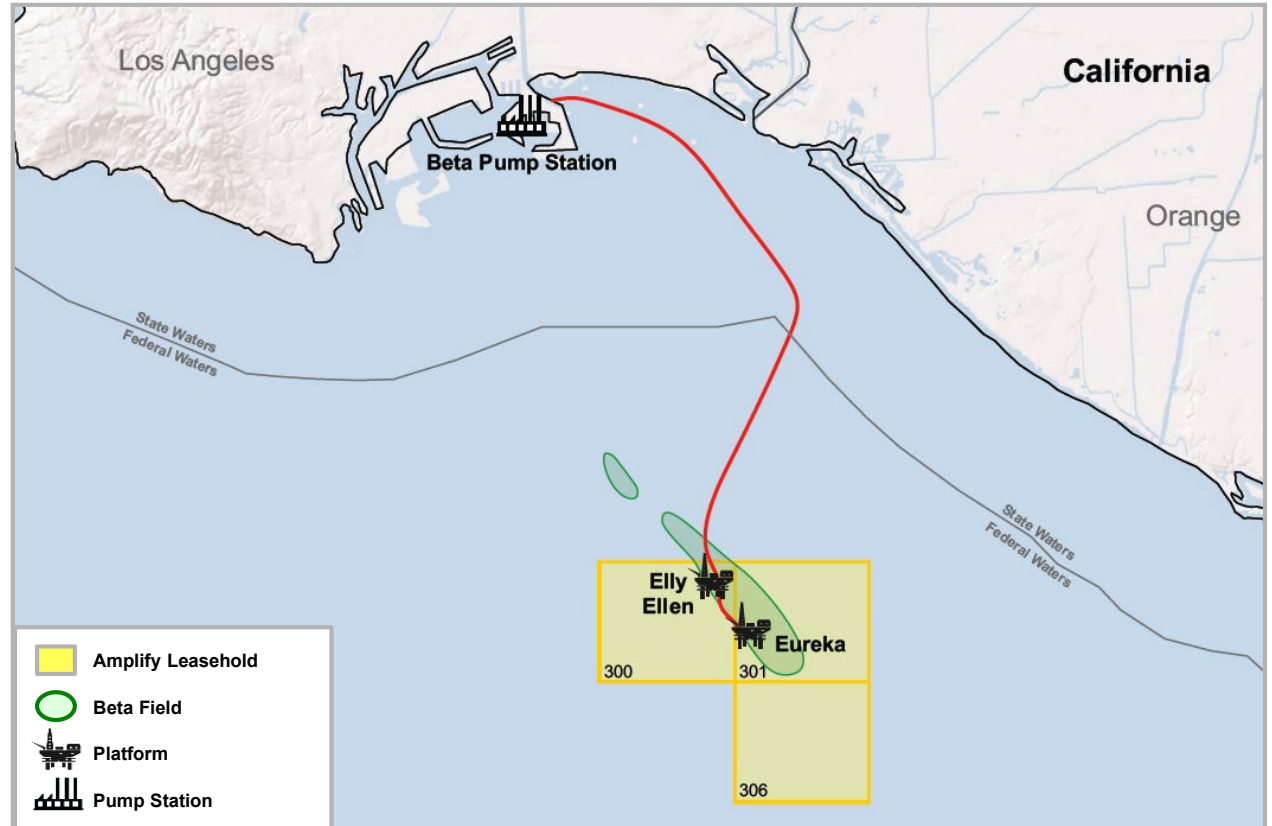 Los Angeles
California
Beta Pump Station
Orange
State Waters
Federal Waters
State Waters
Federal Waters
Elly
Ellen
Eureka
300
301
306
Amplify Leasehold
Beta Field
Platform
Pump Station